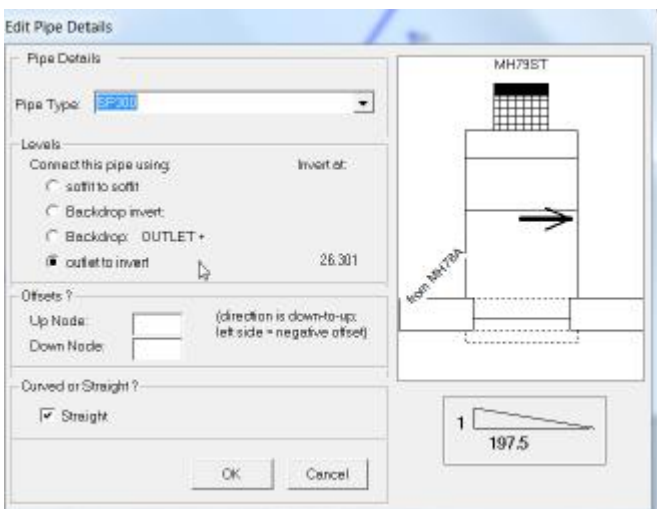 Edit Pipe Details
Pipe Details
Pipe Type: SP300
Levels
Connect this pipe using:
Invert at:
soffit to soffit
Backdrop invert:
Backdrop: OUTLET +
outlet to invert
26.301
Offsets ?
Up Node:
Down Node:
(direction is down-to-up;
left side = negative offset)
Curved or Straight ?
Straight
OK
Cancel
MH79ST
from MH78A
1
197.5